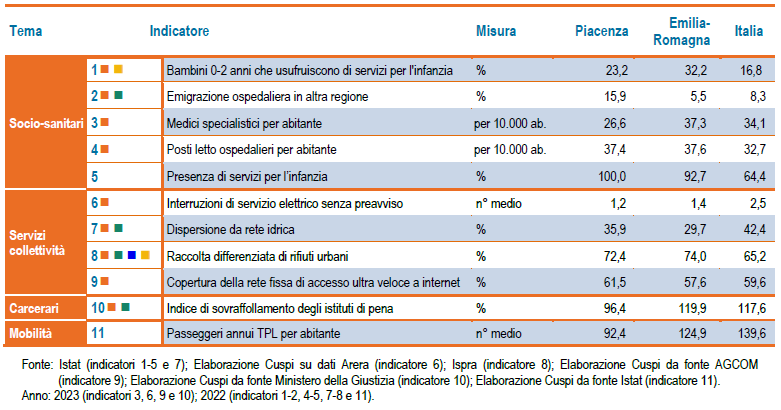 Tema Indicatore Misura Piacenza Emilia-Romagna Italia
Socio-sanitari
1 Bambini 0-2 anni che usufruiscono di servizi per l'infanzia % 23,2 32,2 16,8
2 Emigrazione ospedaliera in altra regione % 15,9 5,5 8,3
3 Medici specialistici per abitante per 10.000 ab. 26,6 37,3 34,1
4 Posti letto ospedalieri per abitante per 10.000 ab. 37,4 37,6 32,7
5 Presenza di servizi per l'infanzia % 100,0 92,7 64,4
Servizi collettività
6 Interruzioni di servizio elettrico senza preavviso n° medio 1,2 1,4 2,5
7 Dispersione da rete idrica % 35,9 29,7 42,4
8 Raccolta differenziata di rifiuti urbani % 72,4 74,0 65,2
9 Copertura della rete fissa di accesso ultra veloce a internet % 61,5 57,6 59,6
Carcerari 10 Indice di sovraffollamento degli istituti di pena % 96,4 119,9 117,6
Mobilità 11 Passeggeri annui TPL per abitante n° medio 92,4 124,9 139,6
Fonte: Istat (indicatori 1-5 e 7); Elaborazione Cuspi su dati Arera (indicatore 6); Ispra (indicatore 8); Elaborazione Cuspi da fonte AGCOM
(indicatore 9); Elaborazione Cuspi da fonte Ministero della Giustizia (indicatore 10); Elaborazione Cuspi da fonte Istat (indicatore 11).
Anno: 2023 (indicatori 3, 6, 9 e 10); 2022 (indicatori 1-2, 4-5, 7-8 e 11).